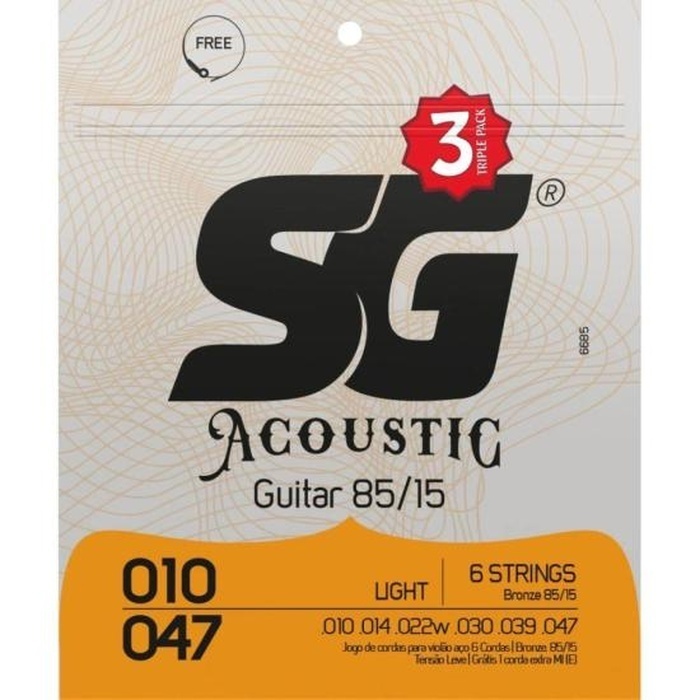 FREE
3
TRIPLE PACK
SG®
6685
ACOUSTIC
Guitar 85/15
010
047
LIGHT
6 STRINGS
Bronze 85/15
.010 .014 .022w .030 .039 .047
Jogo de cordas para violão aço 6 Cordas | Bronze 85/15
Tensão Leve | Grátis 1 corda extra MI (E)